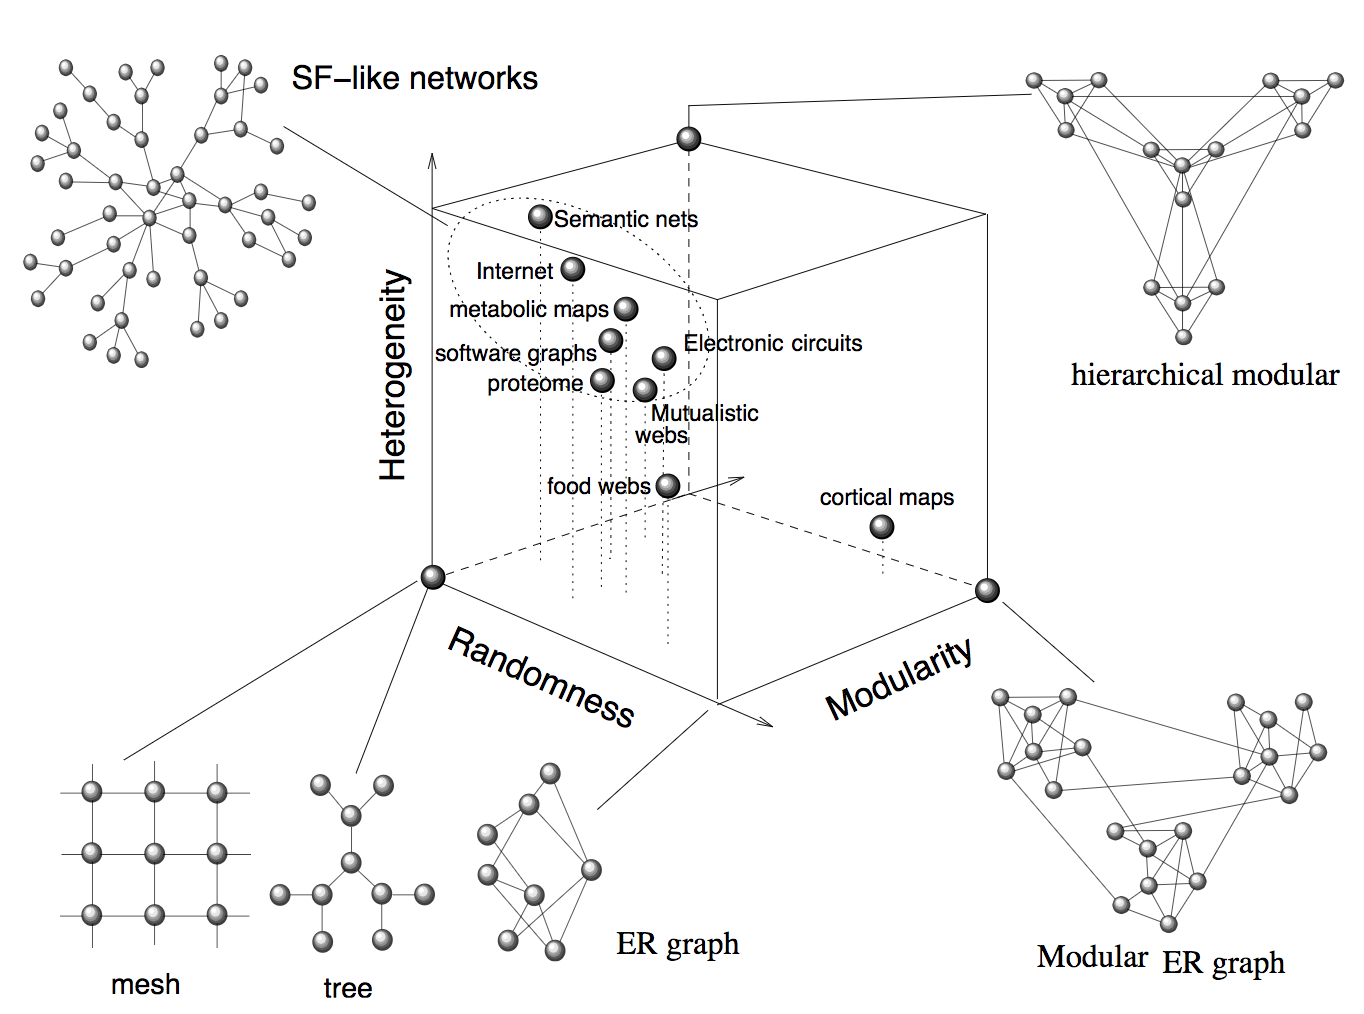 SF–like networks
Semantic nets
Internet
metabolic maps
software graphs
Electronic circuits
proteome
Mutualistic
webs
food webs
cortical maps
Heterogeneity
Randomness
Modularity
hierarchical modular
mesh
tree
ER graph
Modular ER graph